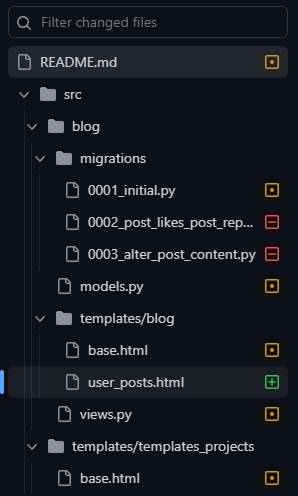 Filter changed files
README.md
src
blog
migrations
0001_initial.py
0002_post_likes_post_rep...
0003_alter_post_content.py
models.py
templates/blog
base.html
user_posts.html
views.py
templates/templates_projects
base.html